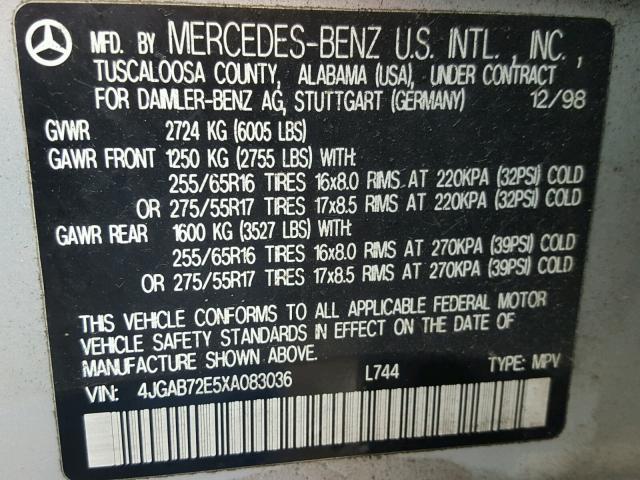 MFD. BY MERCEDES-BENZ U.S. INTL., INC.,
TUSCALOOSA COUNTY, ALABAMA (USA), UNDER CONTRACT
FOR DAIMLER-BENZ AG, STUTTGART (GERMANY) 12/98
GVWR 2724 KG (6005 LBS)
GAWR FRONT 1250 KG (2755 LBS) WITH:
255/65R16 TIRES 16x8.0 RIMS AT 220KPA (32PSI) COLD
OR 275/55R17 TIRES 17x8.5 RIMS AT 220KPA (32PSI) COLD
GAWR REAR 1600 KG (3527 LBS) WITH:
255/65R16 TIRES 16x8.0 RIMS AT 270KPA (39PSI) COLD
OR 275/55R17 TIRES 17x8.5 RIMS AT 270KPA (39PSI) COLD
THIS VEHICLE CONFORMS TO ALL APPLICABLE FEDERAL MOTOR
VEHICLE SAFETY STANDARDS IN EFFECT ON THE DATE OF
MANUFACTURE SHOWN ABOVE. L744 TYPE: MPV
VIN: 4JGAB72E5XA083036